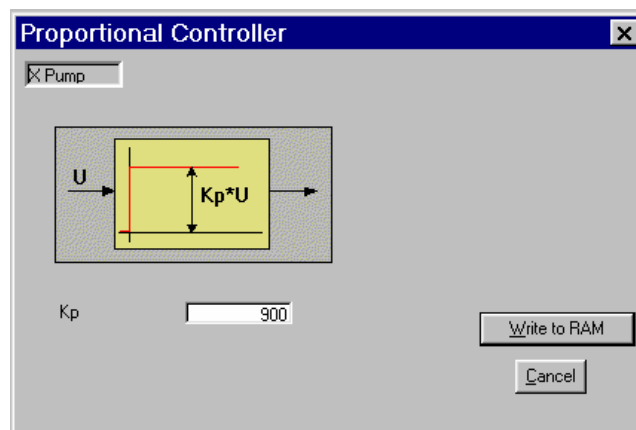 Proportional Controller
X Pump
U
Kp*U
Kp
900
Write to RAM
Cancel